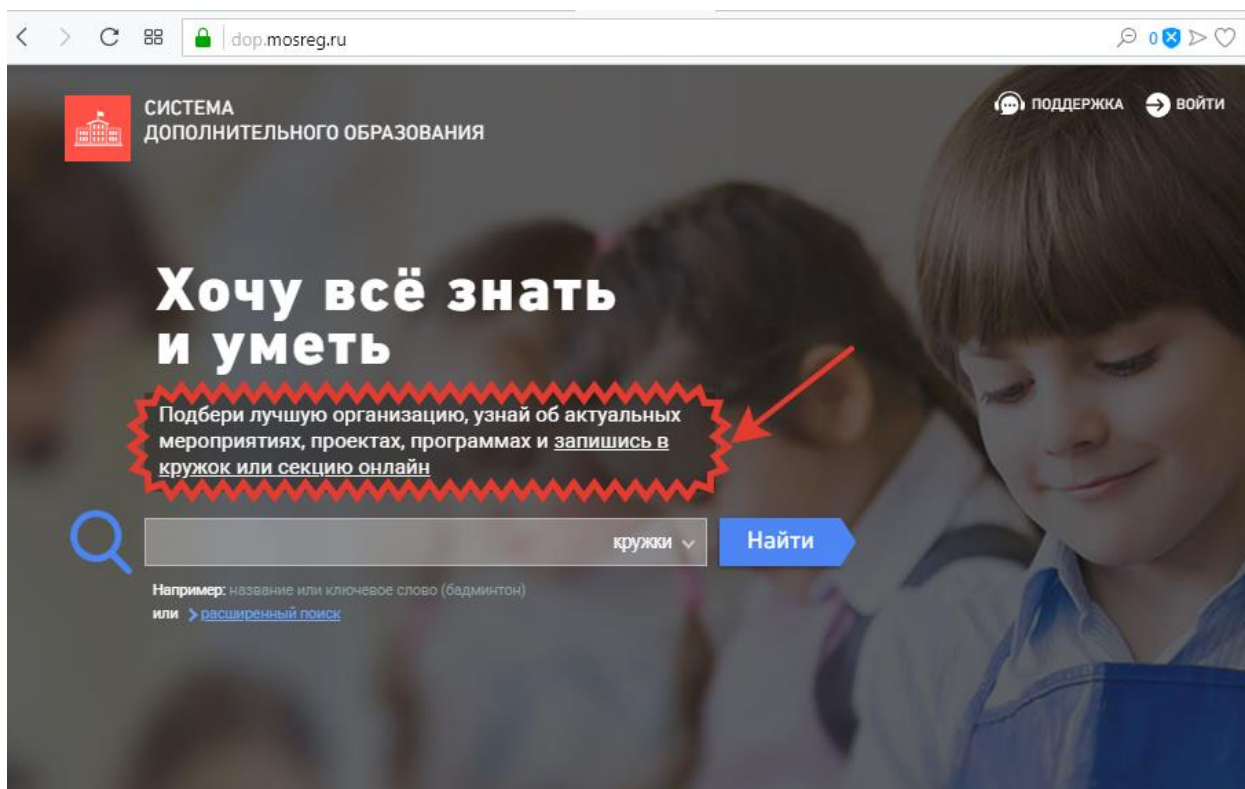 dop.mosreg.ru
0
СИСТЕМА
ДОПОЛНИТЕЛЬНОГО ОБРАЗОВАНИЯ
ПОДДЕРЖКА
ВОЙТИ
Хочу всё знать
и уметь
Подбери лучшую организацию, узнай об актуальных
мероприятиях, проектах, программах и запишись в
кружок или секцию онлайн
кружки
Найти
Например: название или ключевое слово (бадминтон)
или расширенный поиск